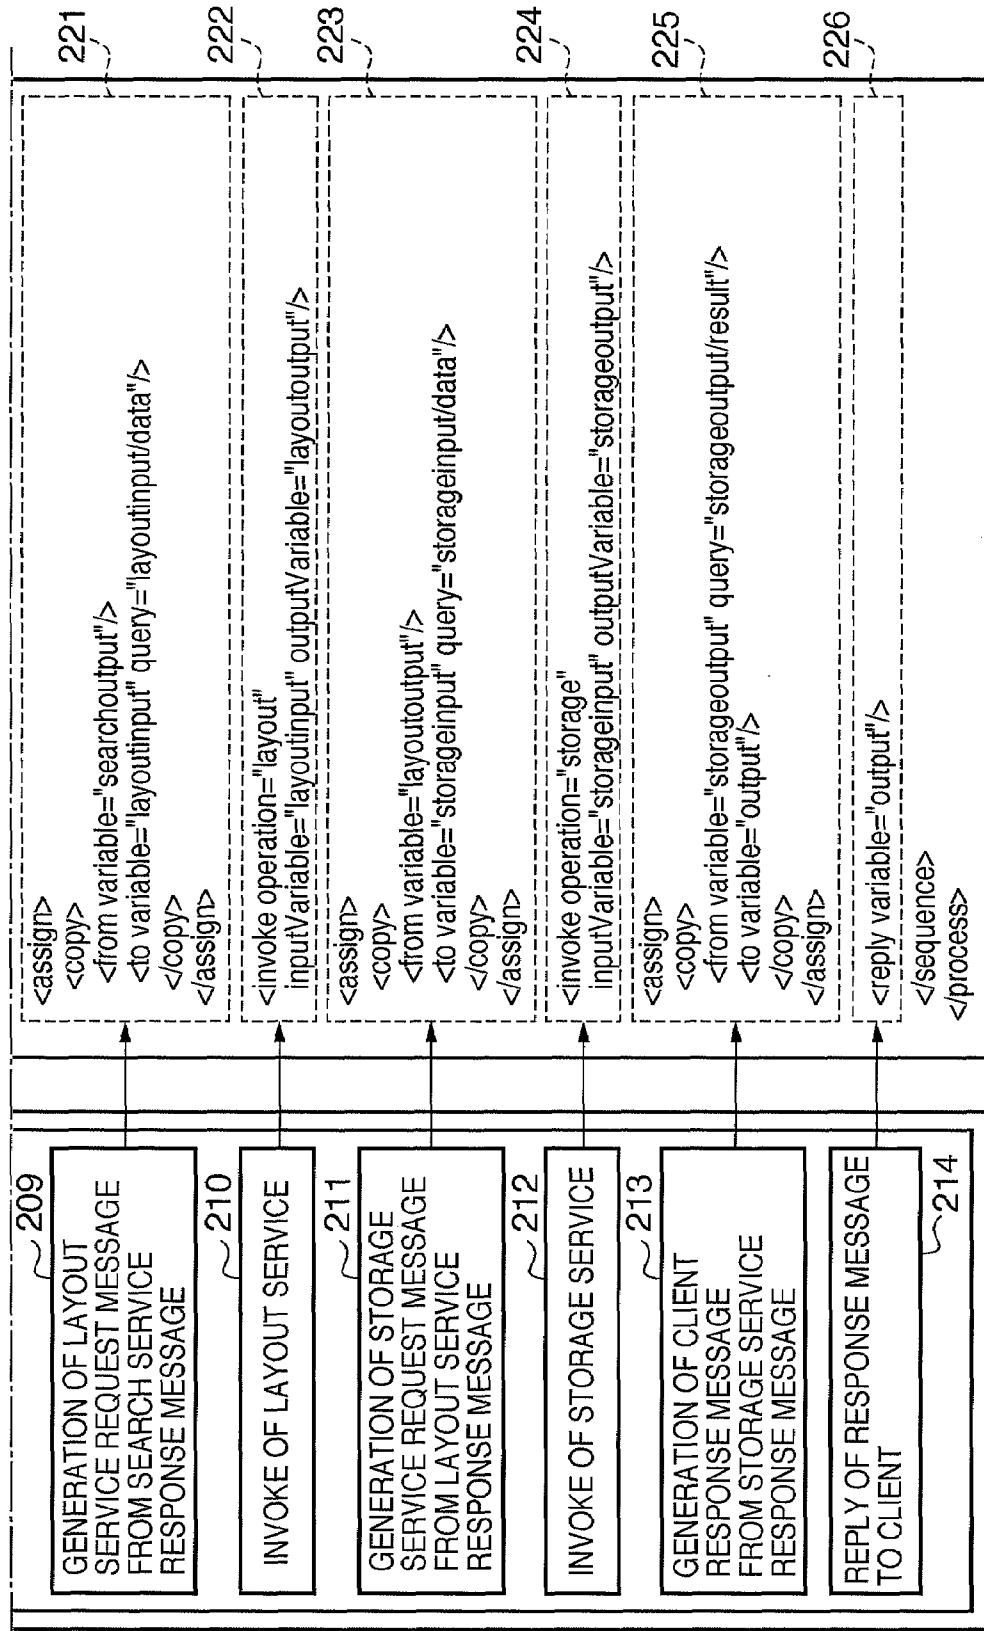 209
GENERATION OF LAYOUT
SERVICE REQUEST MESSAGE
FROM SEARCH SERVICE
RESPONSE MESSAGE
221
<assign>
<copy>
<from variable="searchoutput"/>
<to variable="layoutinput" query="layoutinput/data"/>
</copy>
</assign>
210
INVOKE OF LAYOUT SERVICE
222
<invoke operation="layout"
inputVariable="layoutinput" outputVariable="layoutoutput"/>
211
GENERATION OF STORAGE
SERVICE REQUEST MESSAGE
FROM LAYOUT SERVICE
RESPONSE MESSAGE
223
<assign>
<copy>
<from variable="layoutoutput"/>
<to variable="storageinput" query="storageinput/data"/>
</copy>
</assign>
212
INVOKE OF STORAGE SERVICE
224
<invoke operation="storage"
inputVariable="storageinput" outputVariable="storageoutput"/>
213
GENERATION OF CLIENT
RESPONSE MESSAGE
FROM STORAGE SERVICE
RESPONSE MESSAGE
225
<assign>
<copy>
<from variable="storageoutput" query="storageoutput/result"/>
<to variable="output"/>
</copy>
</assign>
REPLY OF RESPONSE MESSAGE
TO CLIENT
214
226
<reply variable="output"/>
</sequence>
</process>